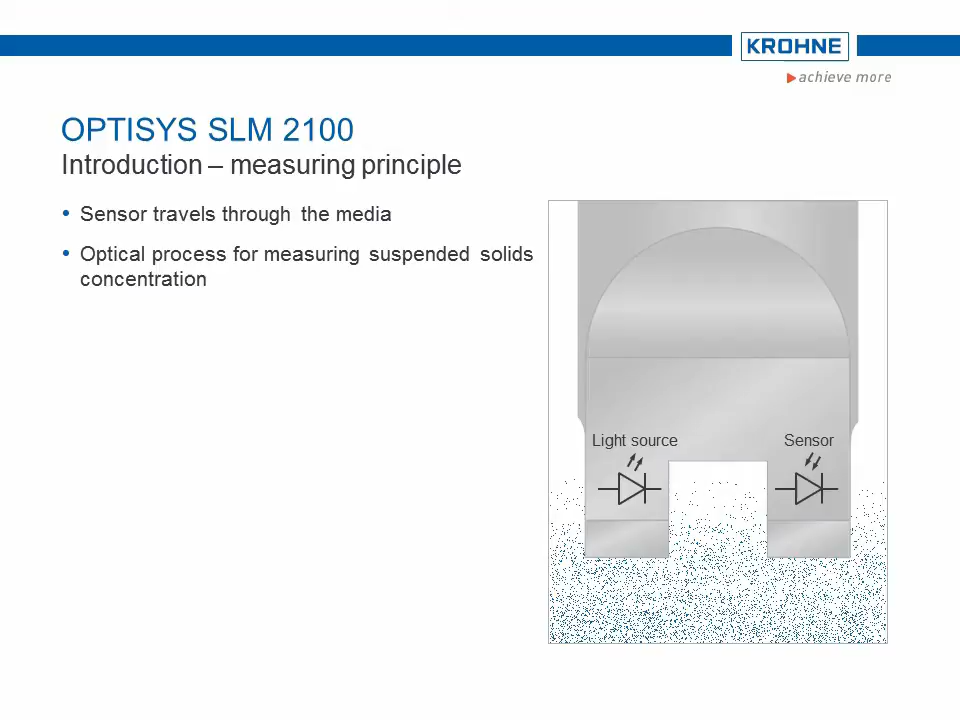 KROHNE
achieve more
OPTISYS SLM 2100
Introduction – measuring principle
• Sensor travels through the media
• Optical process for measuring suspended solids
concentration
Light source
Sensor